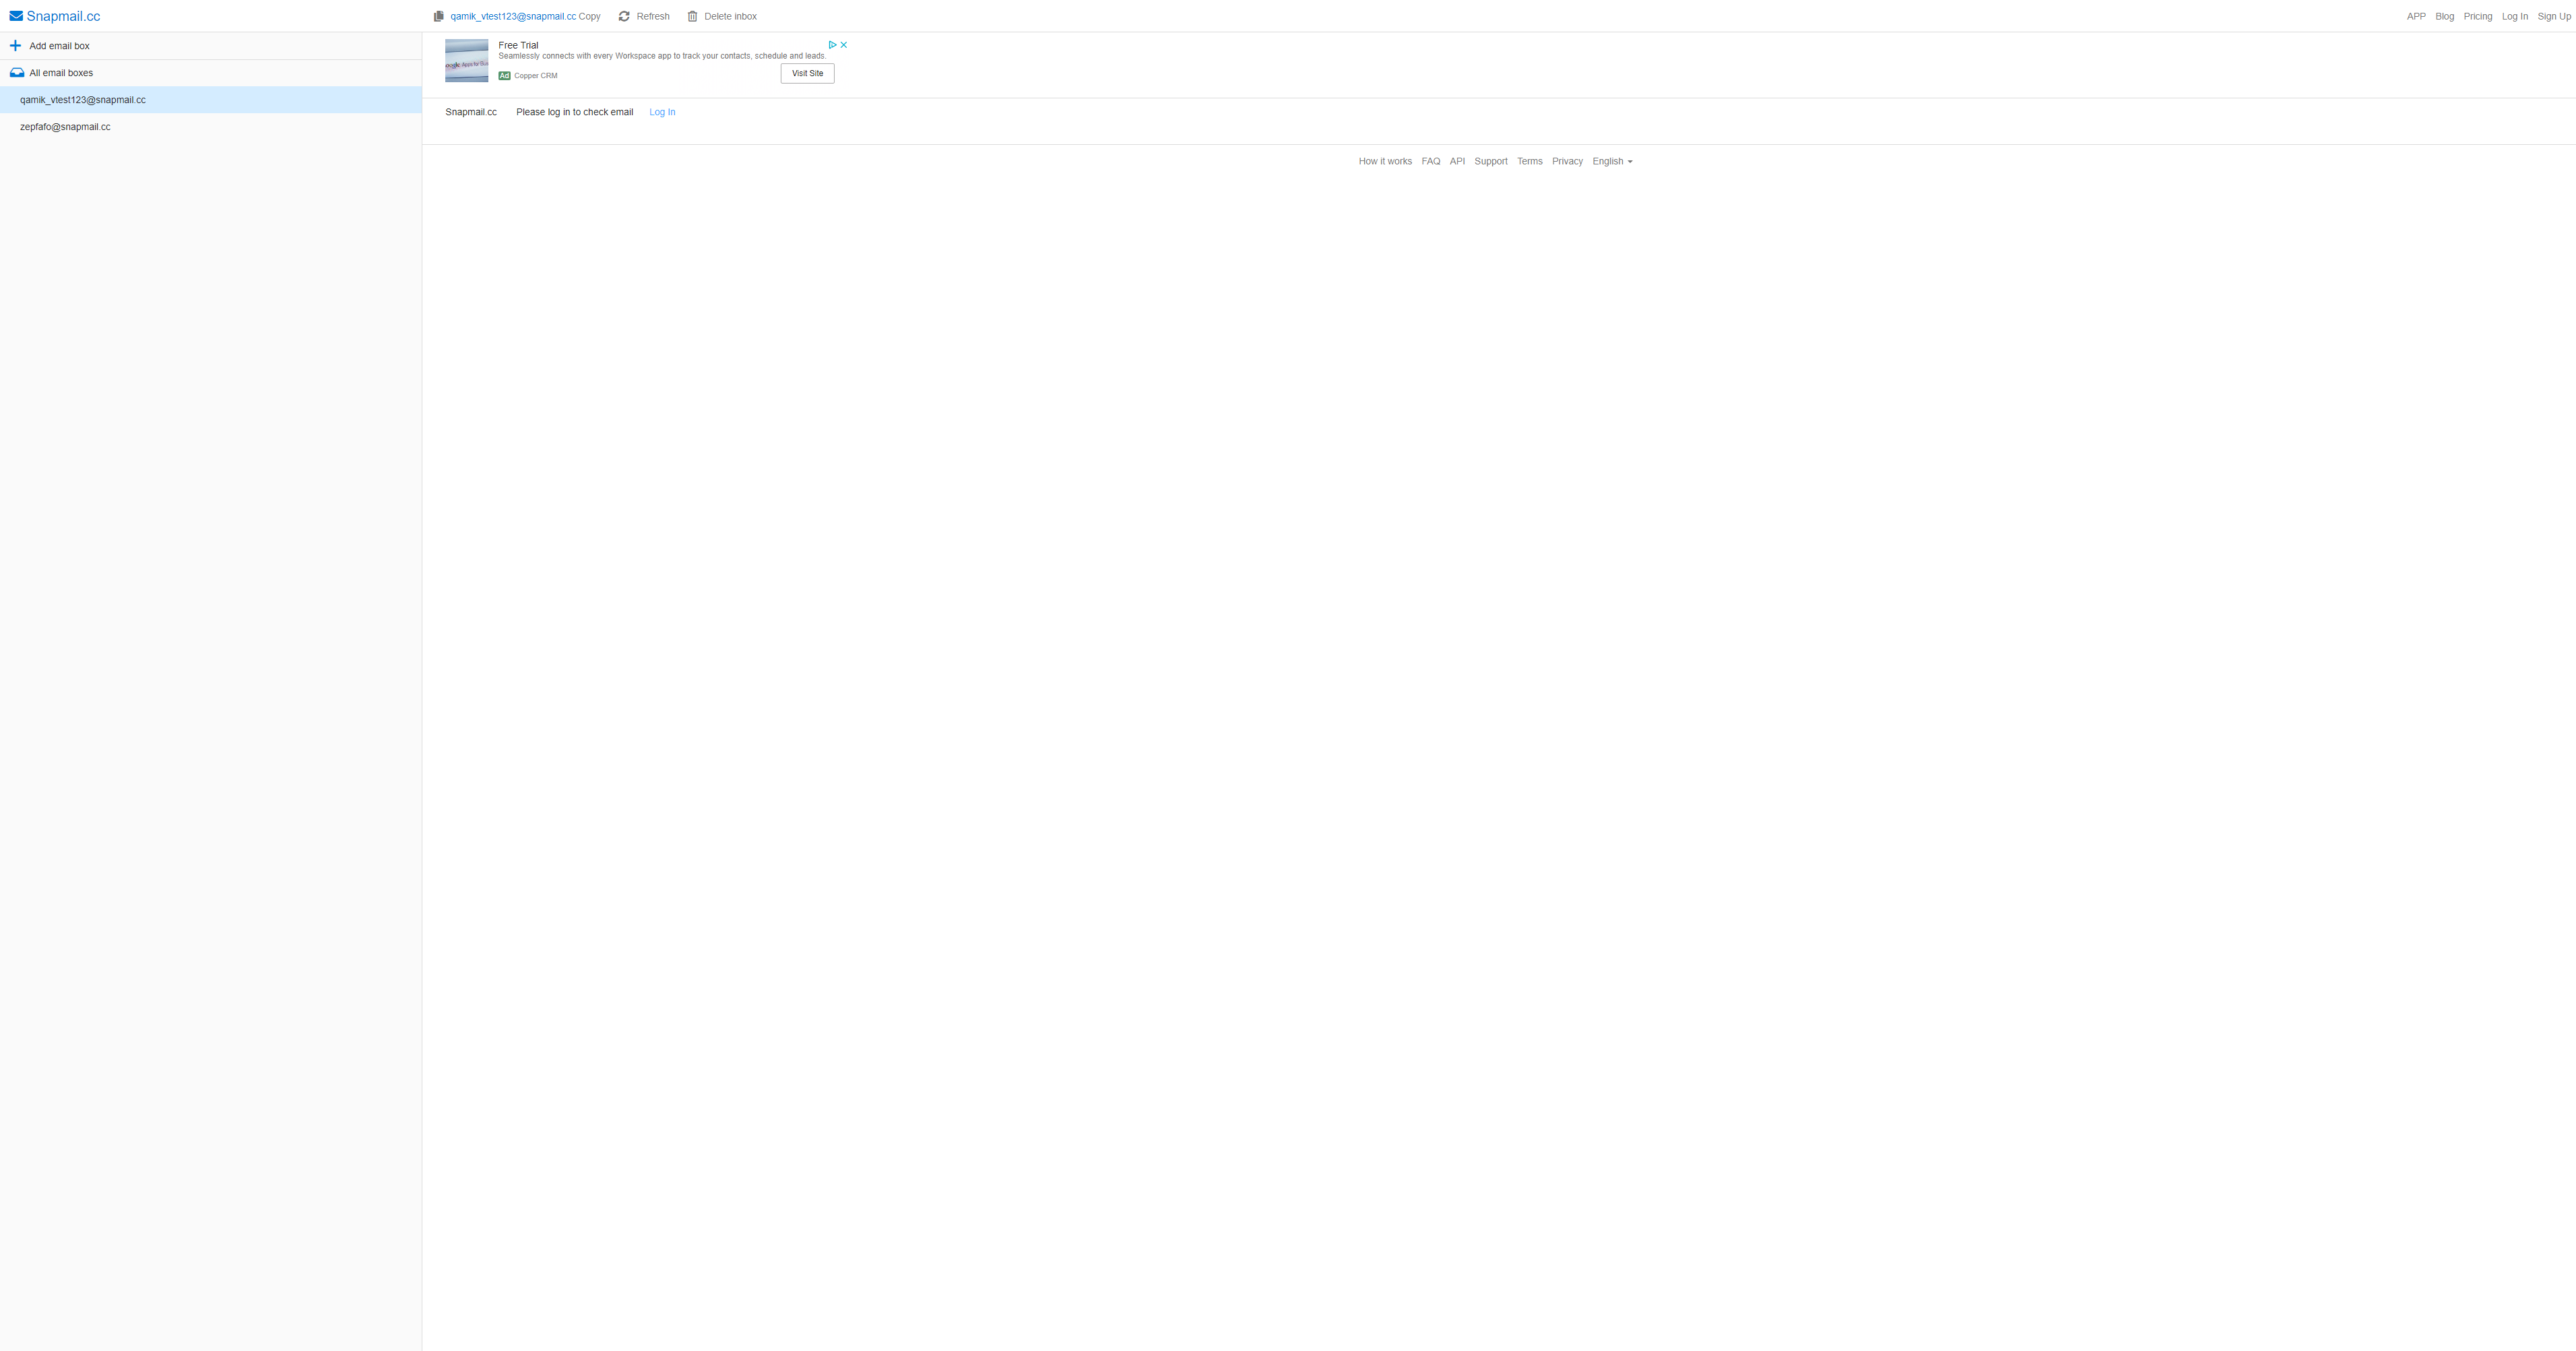 Snapmail.cc
qamik_vtest123@snapmail.cc Copy Refresh Delete inbox
APP Blog Pricing Log In Sign Up
Add email box
All email boxes
qamik_vtest123@snapmail.cc
zepfafo@snapmail.cc
Free Trial
Seamlessly connects with every Workspace app to track your contacts, schedule and leads.
Ad Copper CRM
Visit Site
Snapmail.cc Please log in to check email Log In
How it works FAQ API Support Terms Privacy English